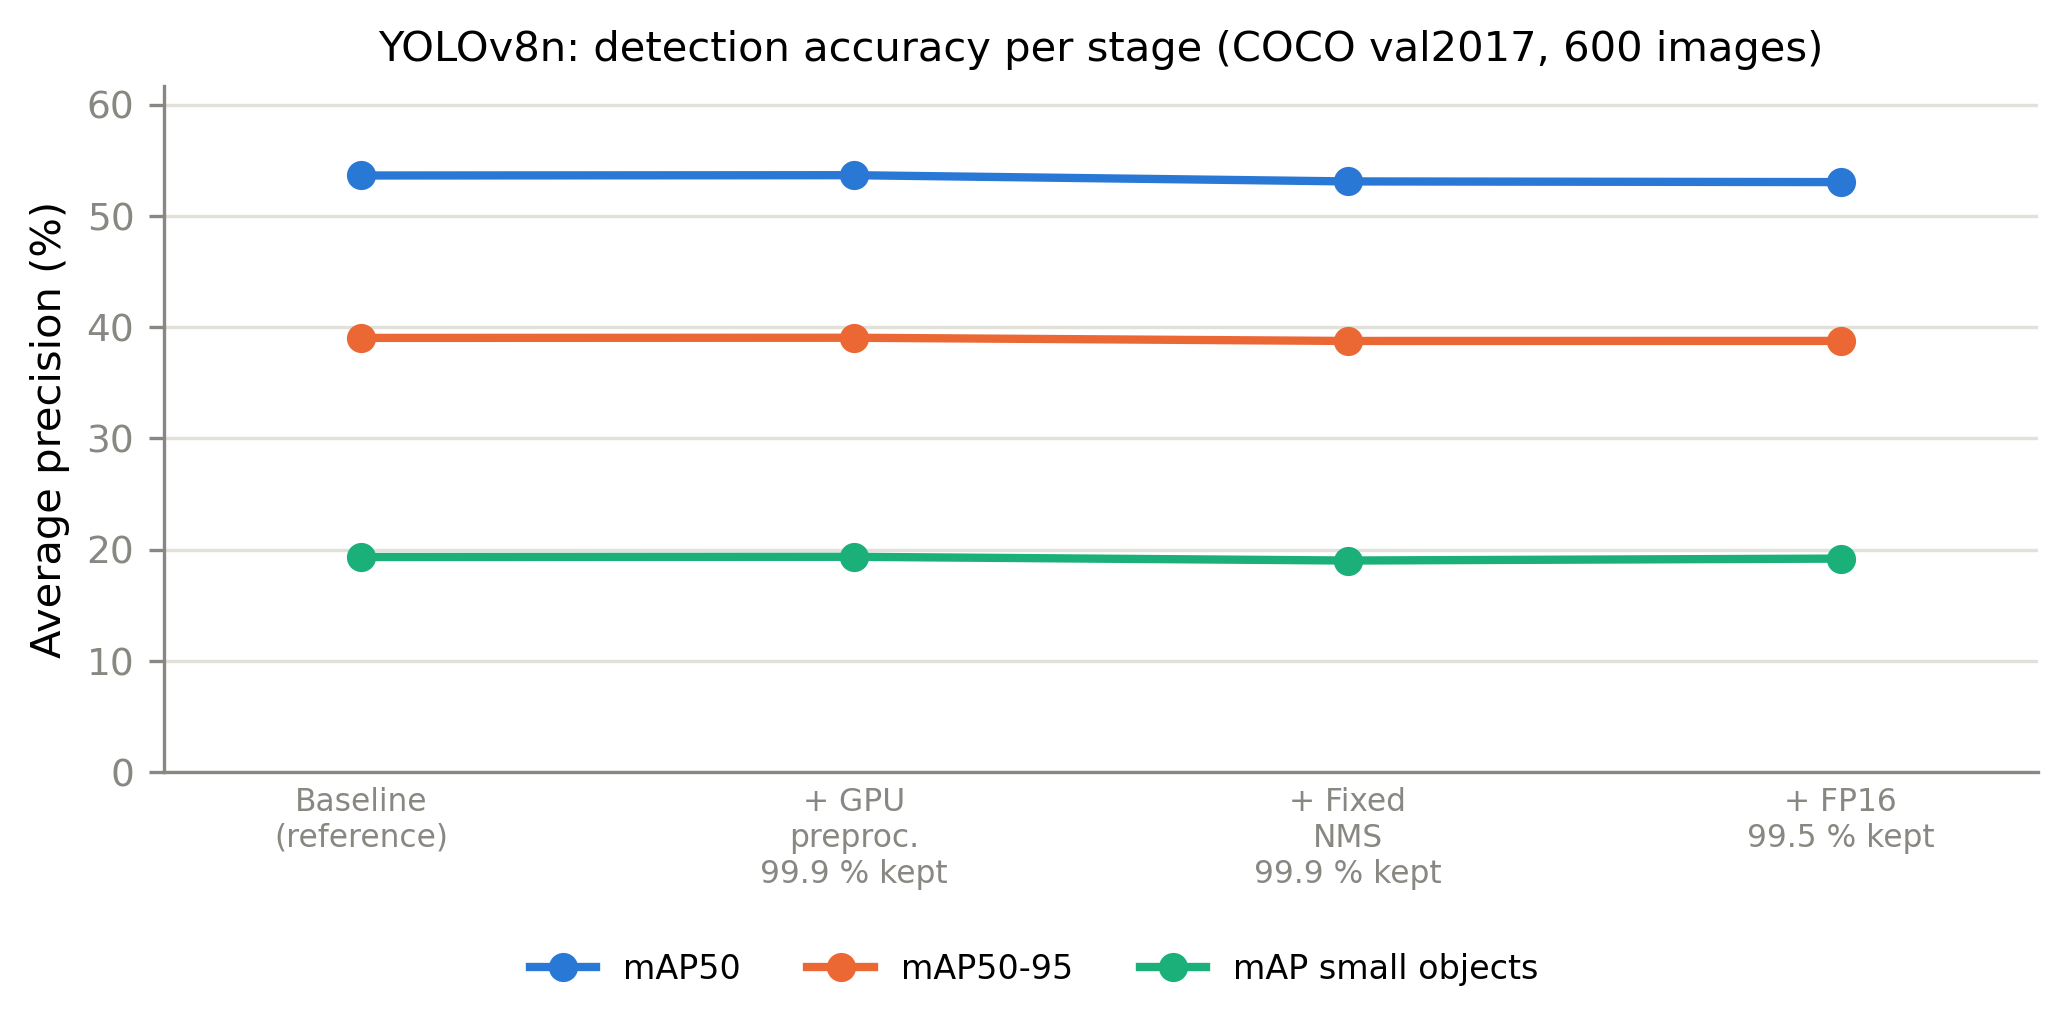 YOLOv8n: detection accuracy per stage (COCO val2017, 600 images)
Average precision (%)
60
50
40
30
20
10
0
Baseline
(reference)
+ GPU
preproc.
99.9 % kept
+ Fixed
NMS
99.9 % kept
+ FP16
99.5 % kept
mAP50
mAP50-95
mAP small objects